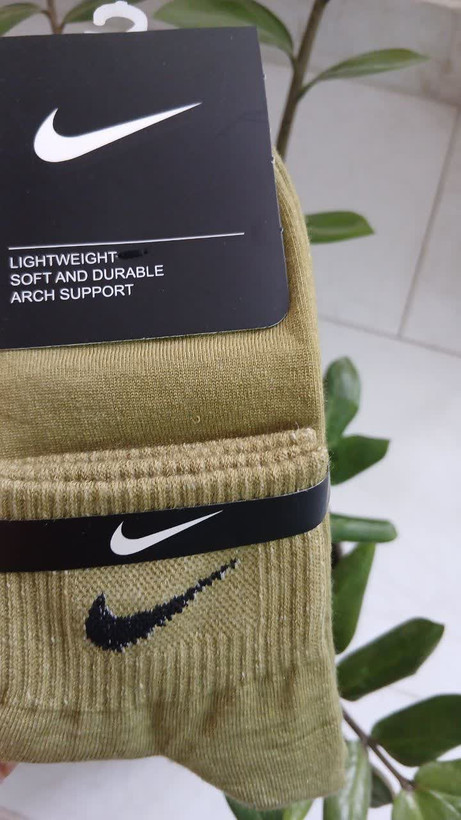 LIGHTWEIGHT
SOFT AND DURABLE
ARCH SUPPORT